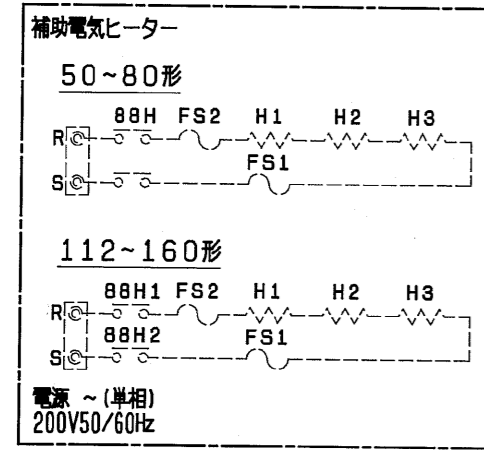 補助電気ヒーター
50~80形
88H FS2 H1 H2 H3
R
FS1
S
112~160形
88H1 FS2 H1 H2 H3
R
88H2 FS1
S
電源 ~(単相)
200V50/60Hz